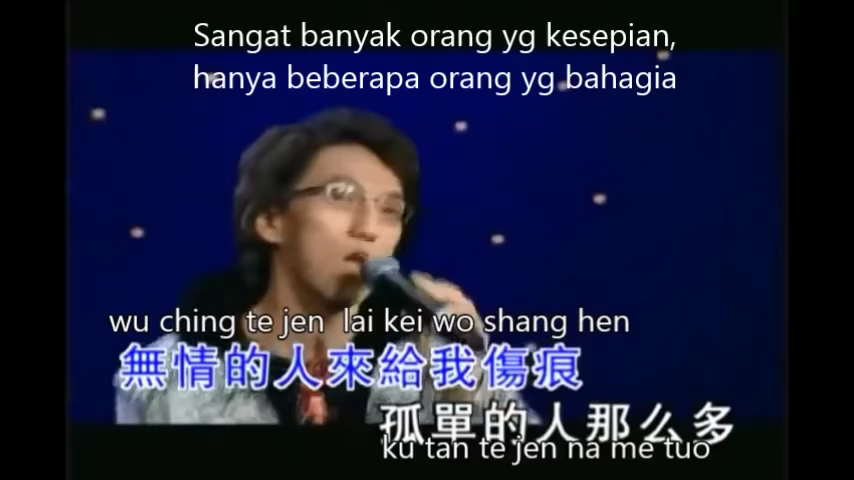 Sangat banyak orang yg kesepian,
hanya beberapa orang yg bahagia
wu ching te jen lai kei wo shang hen
無情的人來給我傷痕
孤單的人那么多
ku tan te jen na me tuo